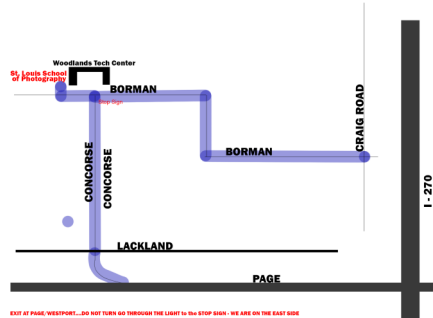 Woodlands Tech Center
St. Louis School
of Photography
BORMAN
Stop Sign
CRAIG ROAD
CONCORSE
CONCORSE
BORMAN
I - 270
LACKLAND
PAGE
EXIT AT PAGE/WESTPORT....DO NOT TURN GO THROUGH THE LIGHT to the STOP SIGN - WE ARE ON THE EAST SIDE